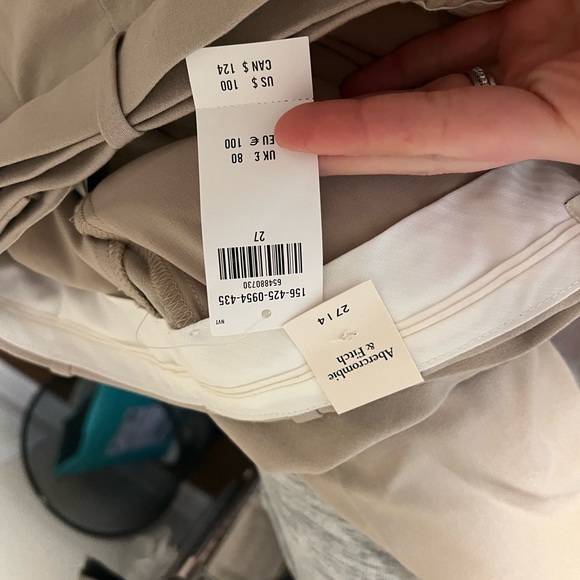 156-425-0954-435
654880730
27
UK £ 80
EU € 100
CAN $ 124
US $ 100
NVT
Abercrombie
& Fitch
27 | 4